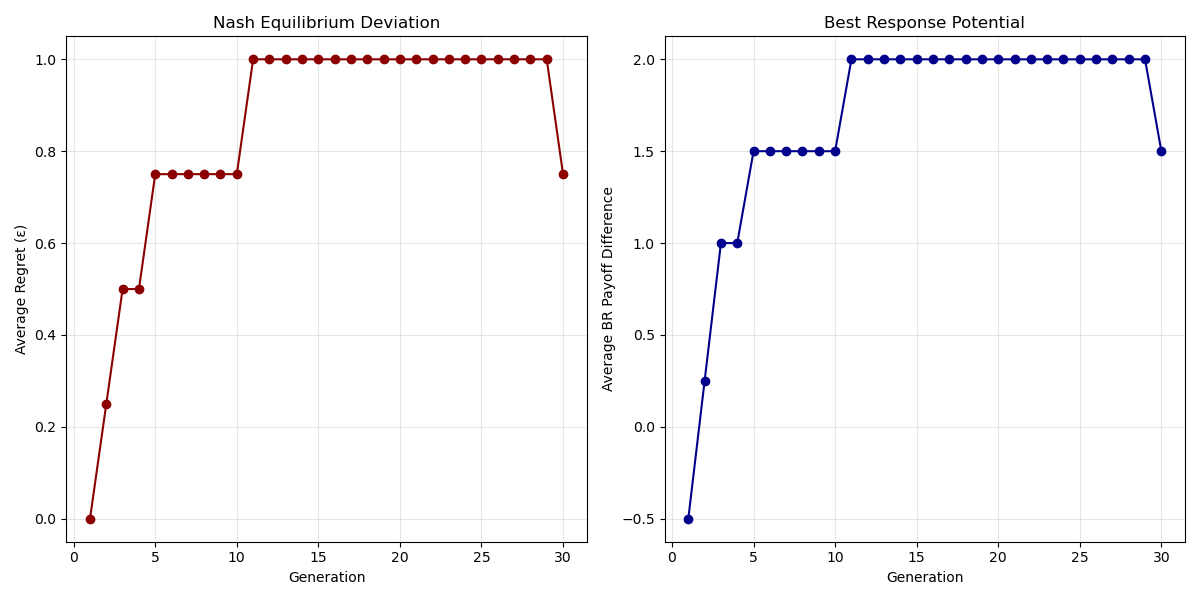 Nash Equilibrium Deviation
Average Regret (ε)
1.0
0.8
0.6
0.4
0.2
0.0
0 5 10 15 20 25 30
Generation
Best Response Potential
Average BR Payoff Difference
2.0
1.5
1.0
0.5
0.0
−0.5
0 5 10 15 20 25 30
Generation